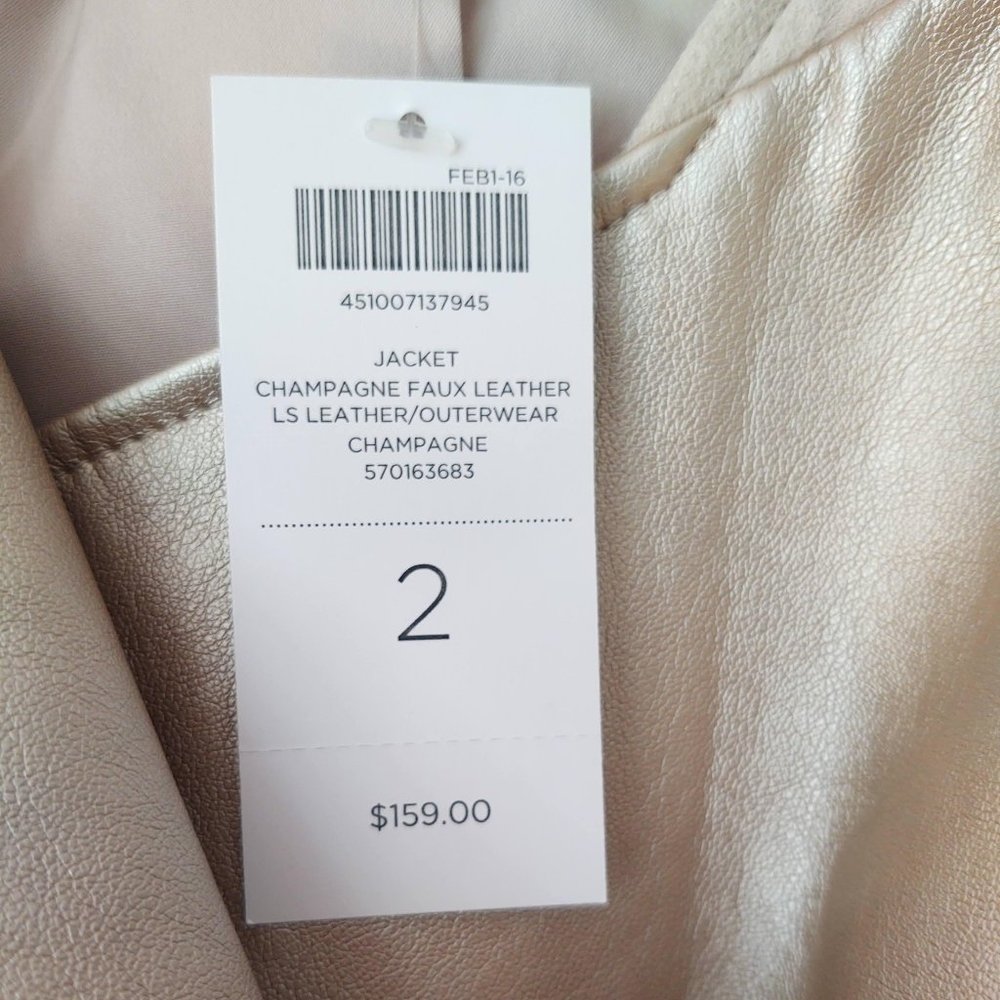 FEB1-16
451007137945
JACKET
CHAMPAGNE FAUX LEATHER
LS LEATHER/OUTERWEAR
CHAMPAGNE
570163683
2
$159.00